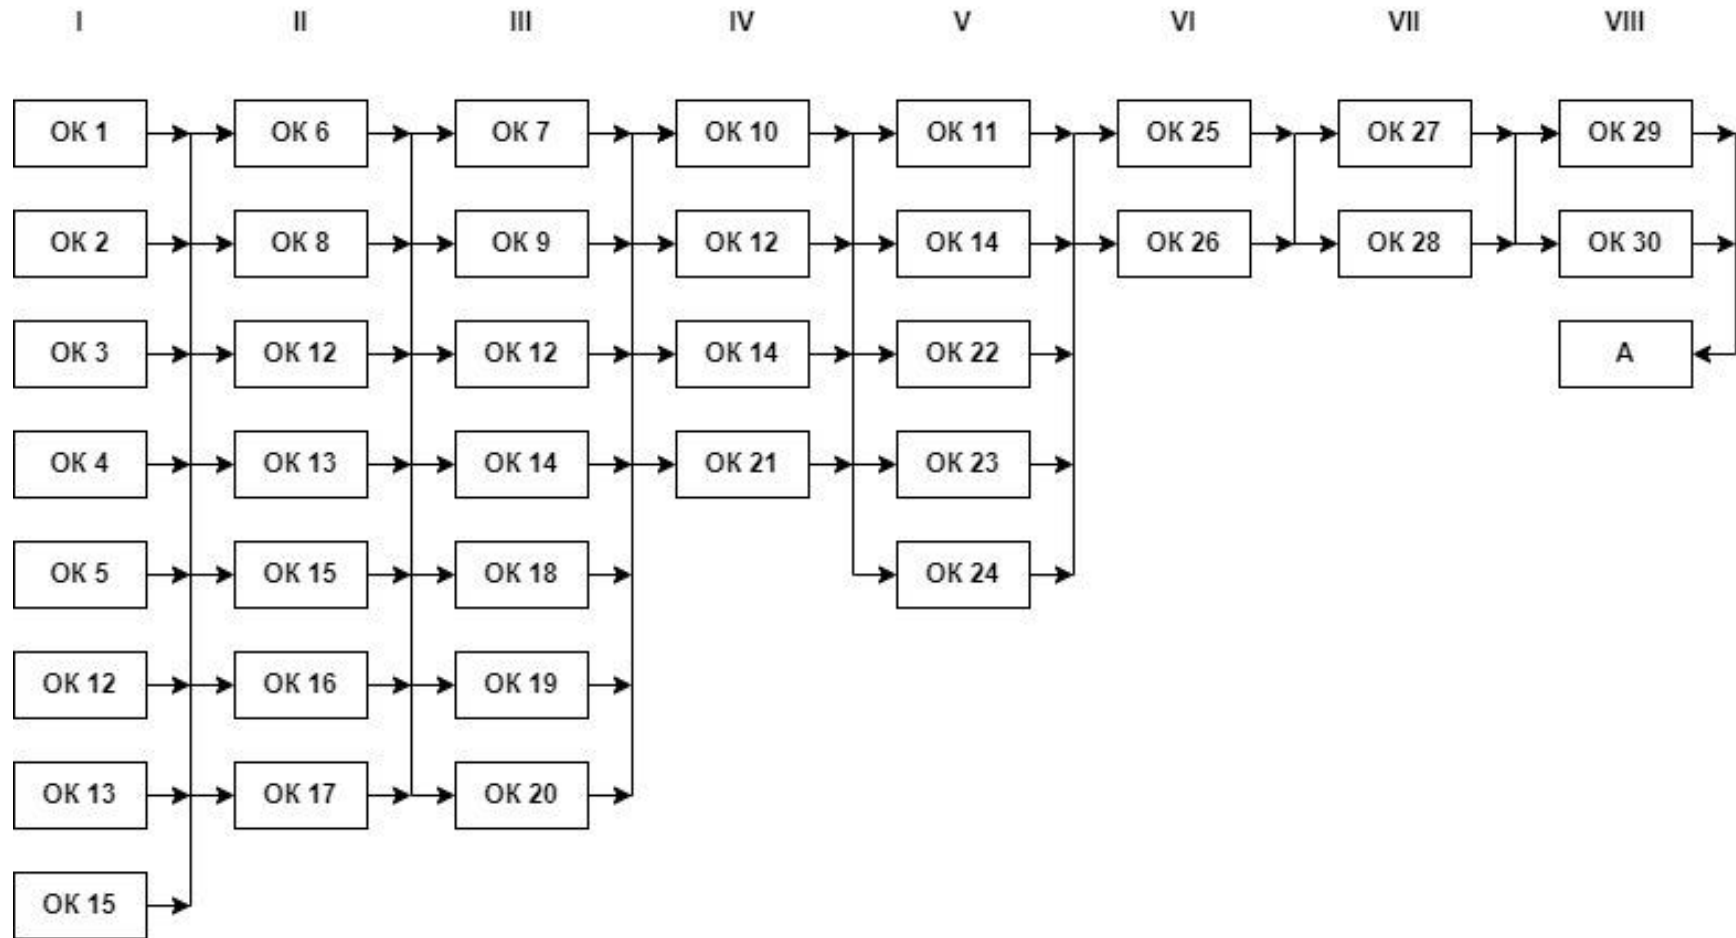 I II III IV V VI VII VIII
ОК 1 ОК 6 ОК 7 ОК 10 ОК 11 ОК 25 ОК 27 ОК 29
ОК 2 ОК 8 ОК 9 ОК 12 ОК 14 ОК 26 ОК 28 ОК 30
ОК 3 ОК 12 ОК 12 ОК 14 ОК 22 А
ОК 4 ОК 13 ОК 14 ОК 21 ОК 23
ОК 5 ОК 15 ОК 18 ОК 24
ОК 12 ОК 16 ОК 19
ОК 13 ОК 17 ОК 20
ОК 15